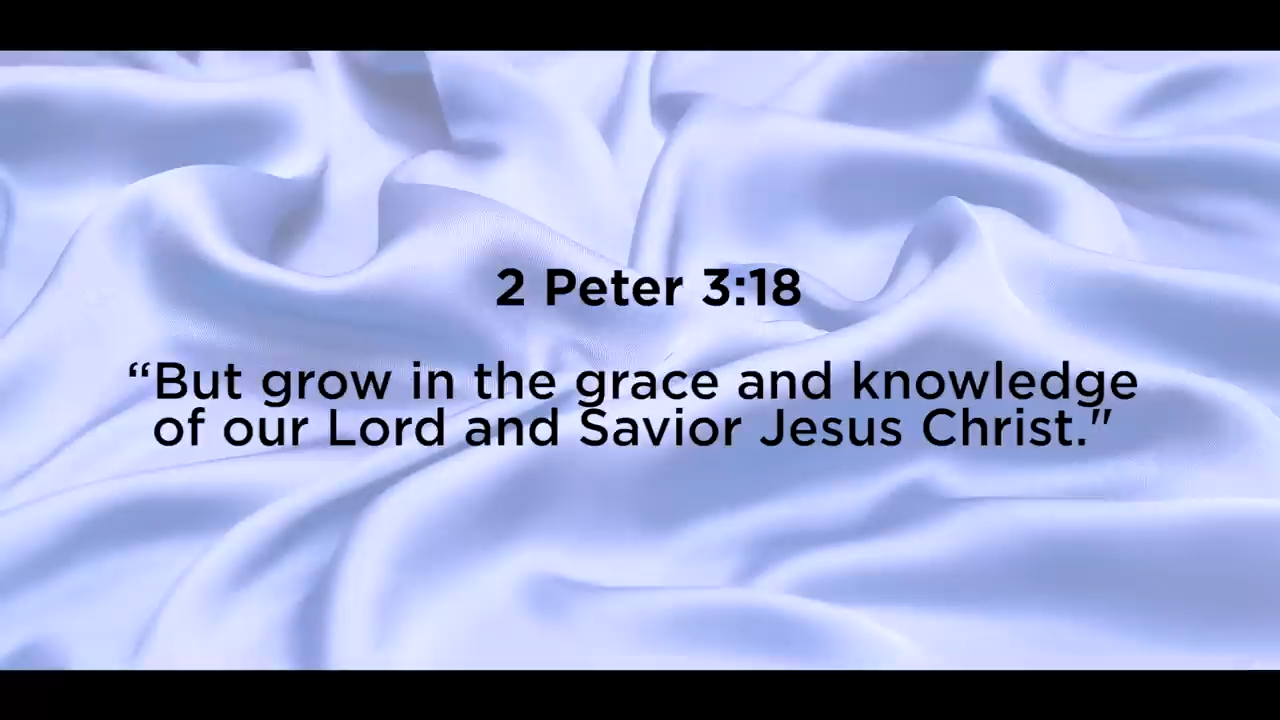 2 Peter 3:18
“But grow in the grace and knowledge
of our Lord and Savior Jesus Christ."